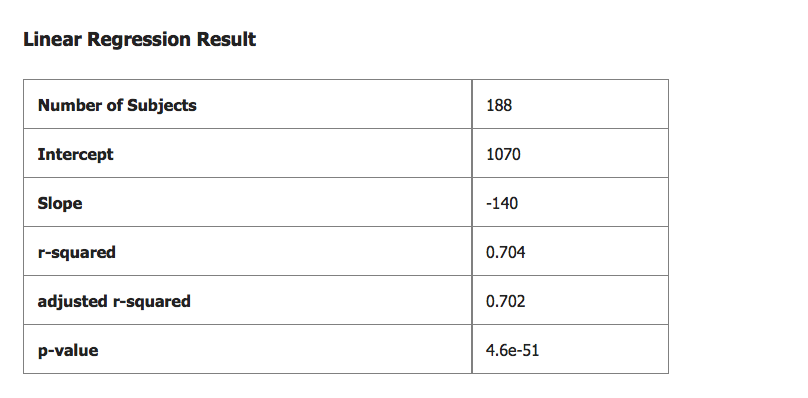 Linear Regression Result
Number of Subjects 188
Intercept 1070
Slope -140
r-squared 0.704
adjusted r-squared 0.702
p-value 4.6e-51